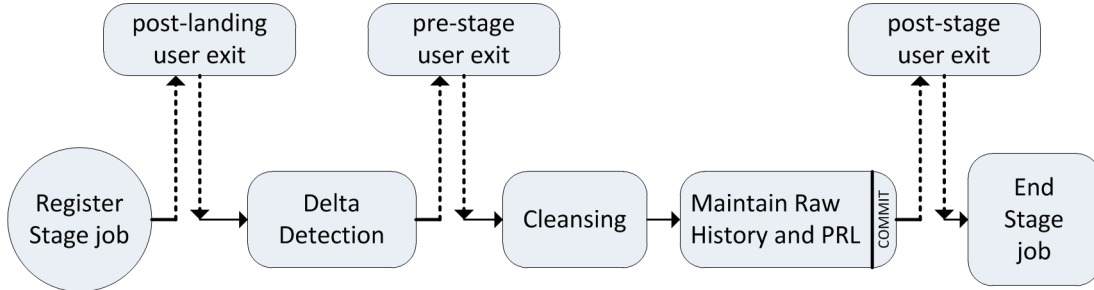 post-landing
user exit
pre-stage
user exit
post-stage
user exit
Register
Stage job
Delta
Detection
Cleansing
Maintain Raw
History and PRL
COMMIT
End
Stage
job